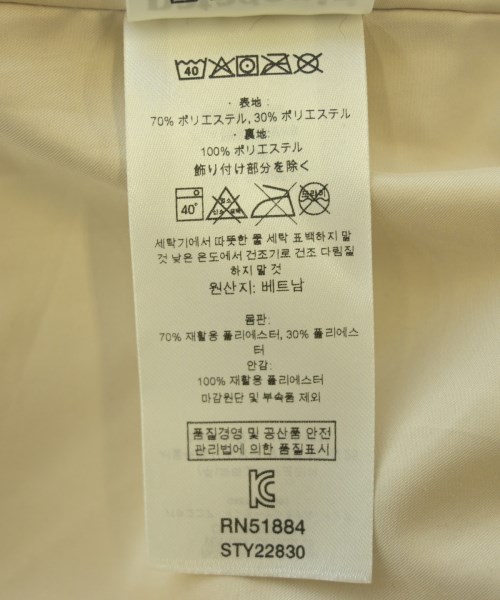 40
・表地:
70% ポリエステル, 30% ポリエステル
・裏地:
100% ポリエステル
飾り付け部分を除く
40°
세탁기에서 따뜻한 물 세탁 표백하지 말
것 낮은 온도에서 건조기로 건조 다림질
하지 말 것
원산지: 베트남
몸판:
70% 재활용 폴리에스터, 30% 폴리에스
터
안감:
100% 재활용 폴리에스터
마감원단 및 부속품 제외
품질경영 및 공산품 안전
관리법에 의한 품질표시
RN51884
STY22830